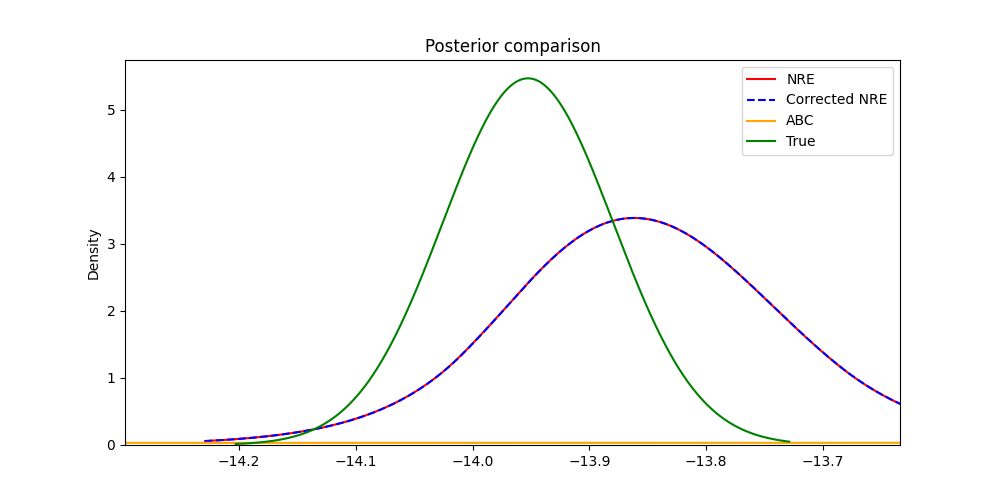 Posterior comparison
NRE
Corrected NRE
ABC
True
Density
5
4
3
2
1
0
−14.2 −14.1 −14.0 −13.9 −13.8 −13.7